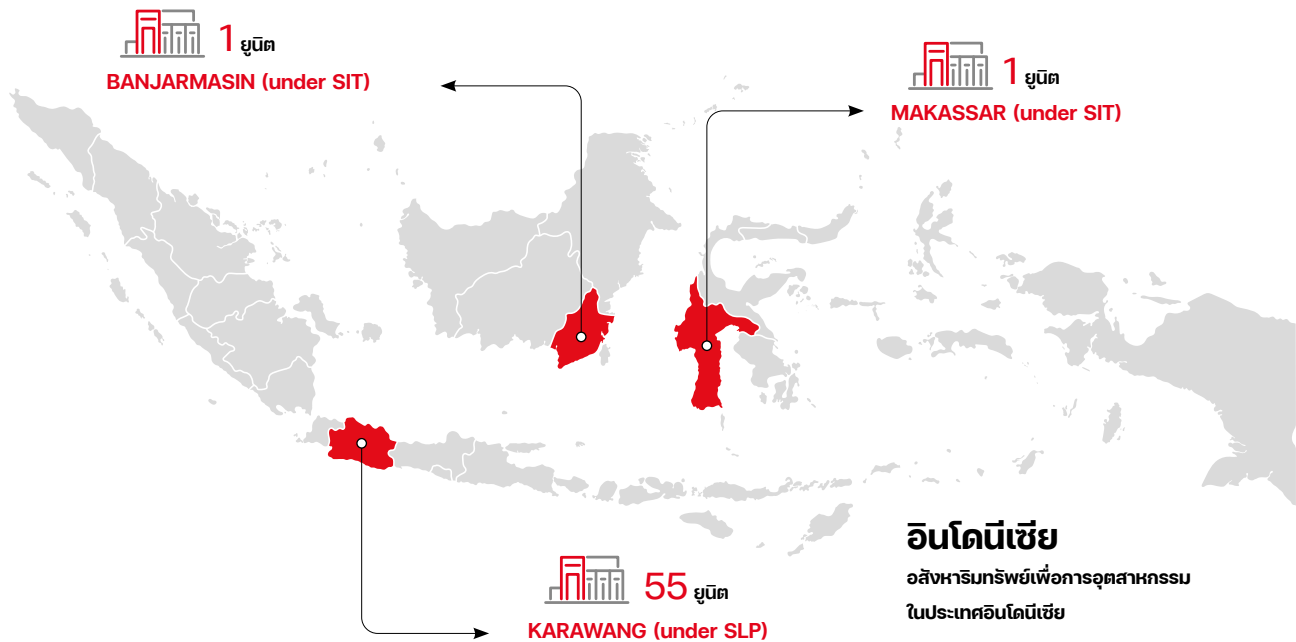 1 ยูนิต
BANJARMASIN (under SIT)
1 ยูนิต
MAKASSAR (under SIT)
55 ยูนิต
KARAWANG (under SLP)
อินโดนีเซีย
อสังหาริมทรัพย์เพื่อการอุตสาหกรรม
ในประเทศอินโดนีเซีย